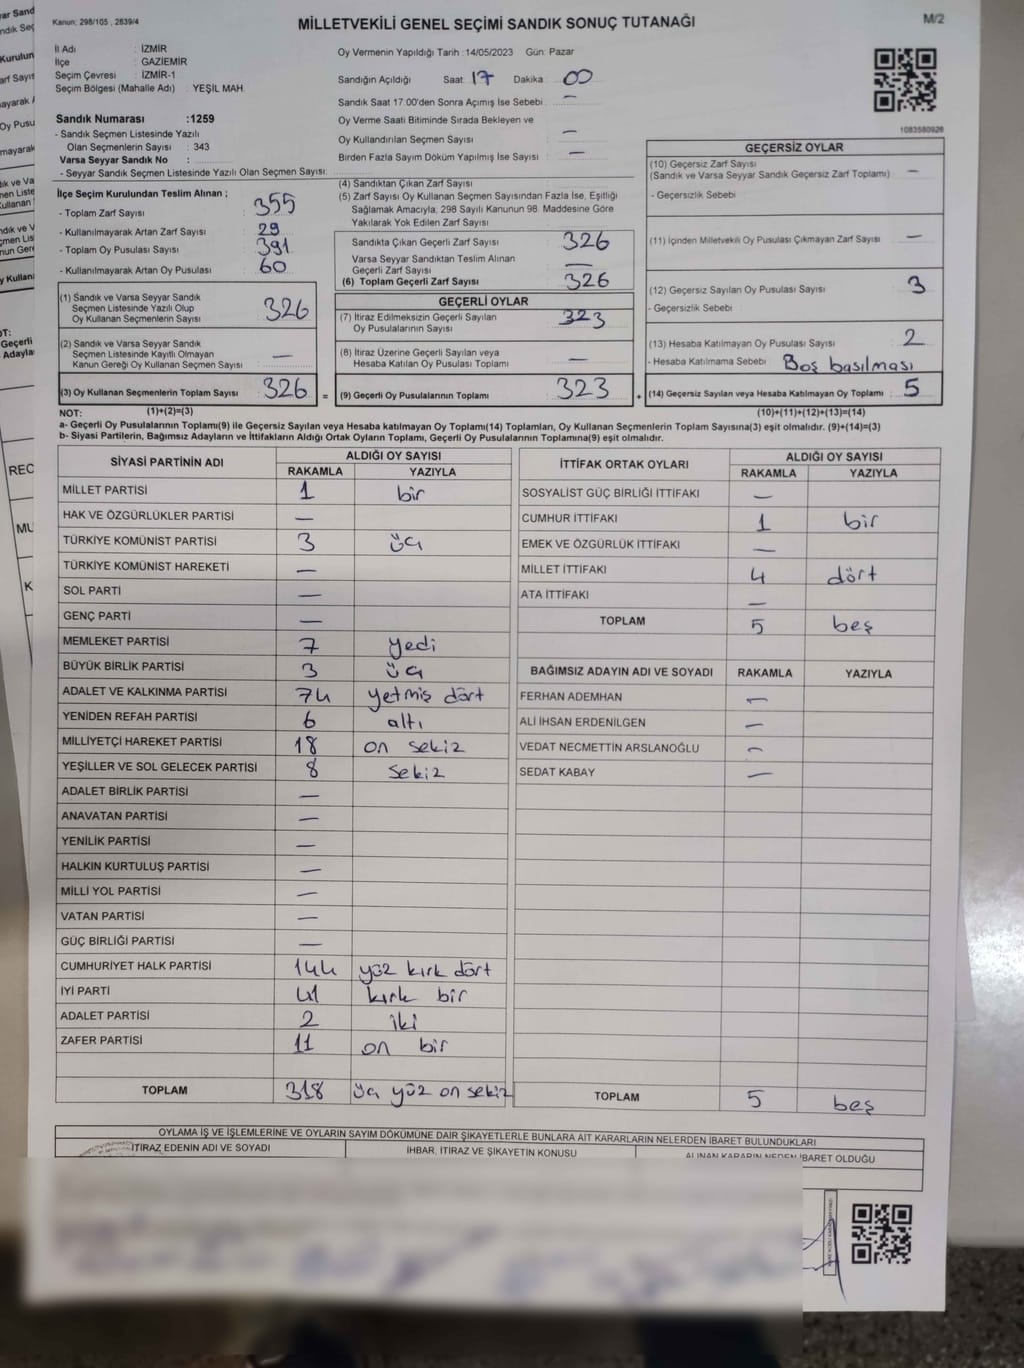 Kanun: 298/105 , 2839/4
MİLLETVEKİLİ GENEL SEÇİMİ SANDIK SONUÇ TUTANAĞI
M/2
İl Adı : İZMİR
İlçe : GAZİEMİR
Seçim Çevresi : İZMİR-1
Seçim Bölgesi (Mahalle Adı) : YEŞİL MAH.
Oy Vermenin Yapıldığı Tarih :14/05/2023 Gün: Pazar
Sandığın Açıldığı Saat: 17 Dakika: 00
Sandık Saat 17.00'den Sonra Açımış İse Sebebi : —
Oy Verme Saati Bitiminde Sırada Bekleyen ve
Oy Kullandırılan Seçmen Sayısı : —
Birden Fazla Sayım Döküm Yapılmış İse Sayısı : —
1083580926
Sandık Numarası :1259
- Sandık Seçmen Listesinde Yazılı
Olan Seçmenlerin Sayısı : 343
Varsa Seyyar Sandık No :
- Seyyar Sandık Seçmen Listesinde Yazılı Olan Seçmen Sayısı:
İlçe Seçim Kurulundan Teslim Alınan ;
- Toplam Zarf Sayısı : 355
- Kullanılmayarak Artan Zarf Sayısı : 29
- Toplam Oy Pusulası Sayısı : 391
- Kullanılmayarak Artan Oy Pusulası : 60
(1) Sandık ve Varsa Seyyar Sandık
Seçmen Listesinde Yazılı Olup
Oy Kullanan Seçmenlerin Sayısı : 326
(2) Sandık ve Varsa Seyyar Sandık
Seçmen Listesinde Kayıtlı Olmayan
Kanun Gereği Oy Kullanan Seçmen Sayısı : —
(3) Oy Kullanan Seçmenlerin Toplam Sayısı : 326 =
(4) Sandıktan Çıkan Zarf Sayısı :
(5) Zarf Sayısı Oy Kullanan Seçmen Sayısından Fazla İse, Eşitliği
Sağlamak Amacıyla, 298 Sayılı Kanunun 98. Maddesine Göre
Yakılarak Yok Edilen Zarf Sayısı :
Sandıkta Çıkan Geçerli Zarf Sayısı : 326
Varsa Seyyar Sandıktan Teslim Alınan
Geçerli Zarf Sayısı : —
(6) Toplam Geçerli Zarf Sayısı : 326
GEÇERLİ OYLAR
(7) İtiraz Edilmeksizin Geçerli Sayılan
Oy Pusulalarının Sayısı : 323
(8) İtiraz Üzerine Geçerli Sayılan veya
Hesaba Katılan Oy Pusulası Toplamı : —
(9) Geçerli Oy Pusulalarının Toplamı : 323 +
GEÇERSİZ OYLAR
(10) Geçersiz Zarf Sayısı
(Sandık ve Varsa Seyyar Sandık Geçersiz Zarf Toplamı) : —
- Geçersizlik Sebebi :
(11) İçinden Milletvekili Oy Pusulası Çıkmayan Zarf Sayısı : —
(12) Geçersiz Sayılan Oy Pusulası Sayısı : 3
- Geçersizlik Sebebi :
(13) Hesaba Katılmayan Oy Pusulası Sayısı : 2
- Hesaba Katılmama Sebebi : Boş basılması
(14) Geçersiz Sayılan veya Hesaba Katılmayan Oy Toplamı : 5
NOT: (1)+(2)=(3) (10)+(11)+(12)+(13)=(14)
a- Geçerli Oy Pusulalarının Toplamı(9) ile Geçersiz Sayılan veya Hesaba katılmayan Oy Toplamı(14) Toplamları, Oy Kullanan Seçmenlerin Toplam Sayısına(3) eşit olmalıdır. (9)+(14)=(3)
b- Siyasi Partilerin, Bağımsız Adayların ve İttifakların Aldığı Ortak Oyların Toplamı, Geçerli Oy Pusulalarının Toplamına(9) eşit olmalıdır.
SİYASİ PARTİNİN ADI ALDIĞI OY SAYISI
RAKAMLA YAZIYLA
MİLLET PARTİSİ 1 bir
HAK VE ÖZGÜRLÜKLER PARTİSİ —
TÜRKİYE KOMÜNİST PARTİSİ 3 üç
TÜRKİYE KOMÜNİST HAREKETİ —
SOL PARTİ —
GENÇ PARTİ —
MEMLEKET PARTİSİ 7 yedi
BÜYÜK BİRLİK PARTİSİ 3 üç
ADALET VE KALKINMA PARTİSİ 74 yetmiş dört
YENİDEN REFAH PARTİSİ 6 altı
MİLLİYETÇİ HAREKET PARTİSİ 18 on sekiz
YEŞİLLER VE SOL GELECEK PARTİSİ 8 sekiz
ADALET BİRLİK PARTİSİ —
ANAVATAN PARTİSİ —
YENİLİK PARTİSİ —
HALKIN KURTULUŞ PARTİSİ —
MİLLİ YOL PARTİSİ —
VATAN PARTİSİ —
GÜÇ BİRLİĞİ PARTİSİ —
CUMHURİYET HALK PARTİSİ 144 yüz kırk dört
İYİ PARTİ 41 kırk bir
ADALET PARTİSİ 2 iki
ZAFER PARTİSİ 11 on bir
TOPLAM 318 üç yüz on sekiz
İTTİFAK ORTAK OYLARI ALDIĞI OY SAYISI
RAKAMLA YAZIYLA
SOSYALİST GÜÇ BİRLİĞİ İTTİFAKI —
CUMHUR İTTİFAKI 1 bir
EMEK VE ÖZGÜRLÜK İTTİFAKI —
MİLLET İTTİFAKI 4 dört
ATA İTTİFAKI —
TOPLAM 5 beş
BAĞIMSIZ ADAYIN ADI VE SOYADI RAKAMLA YAZIYLA
FERHAN ADEMHAN —
ALİ İHSAN ERDENİLGEN —
VEDAT NECMETTİN ARSLANOĞLU —
SEDAT KABAY —
TOPLAM 5 beş
OYLAMA İŞ VE İŞLEMLERİNE VE OYLARIN SAYIM DÖKÜMÜNE DAİR ŞİKAYETLERLE BUNLARA AİT KARARLARIN NELERDEN İBARET BULUNDUKLARI
İTİRAZ EDENİN ADI VE SOYADI İHBAR, İTİRAZ VE ŞİKAYETİN KONUSU ALINAN KARARIN NEDEN İBARET OLDUĞU